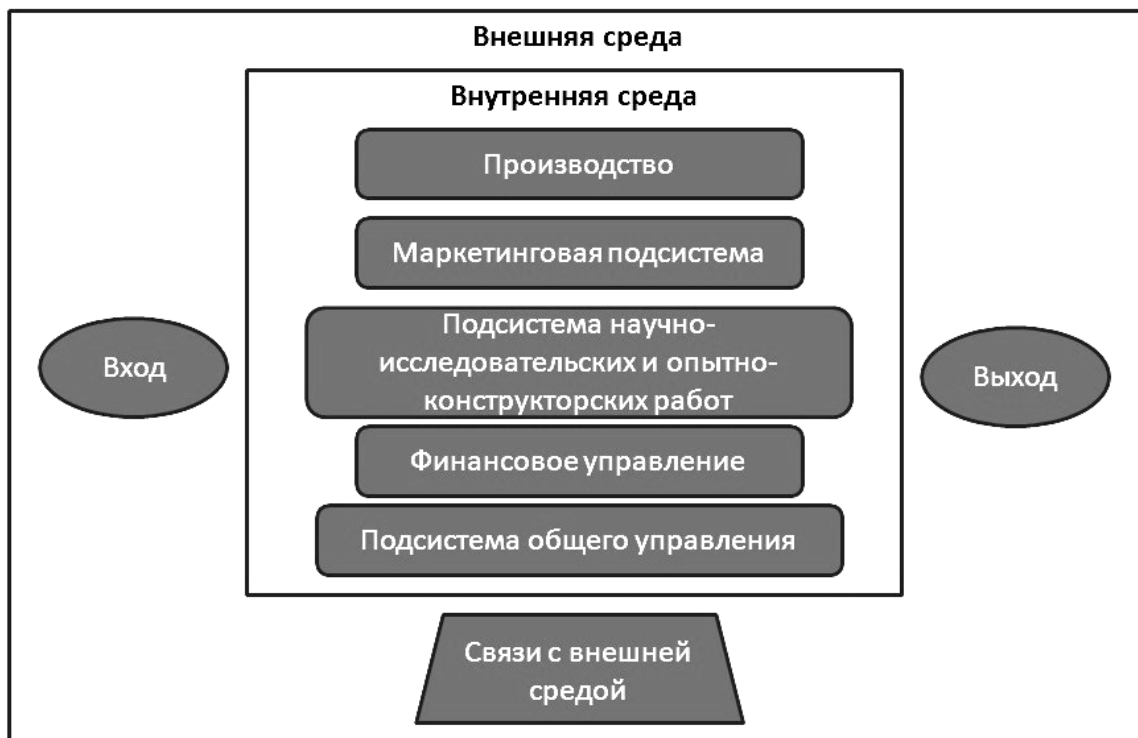 Внешняя среда
Внутренняя среда
Производство
Маркетинговая подсистема
Подсистема научно-
исследовательских и опытно-
конструкторских работ
Вход
Выход
Финансовое управление
Подсистема общего управления
Связи с внешней
средой